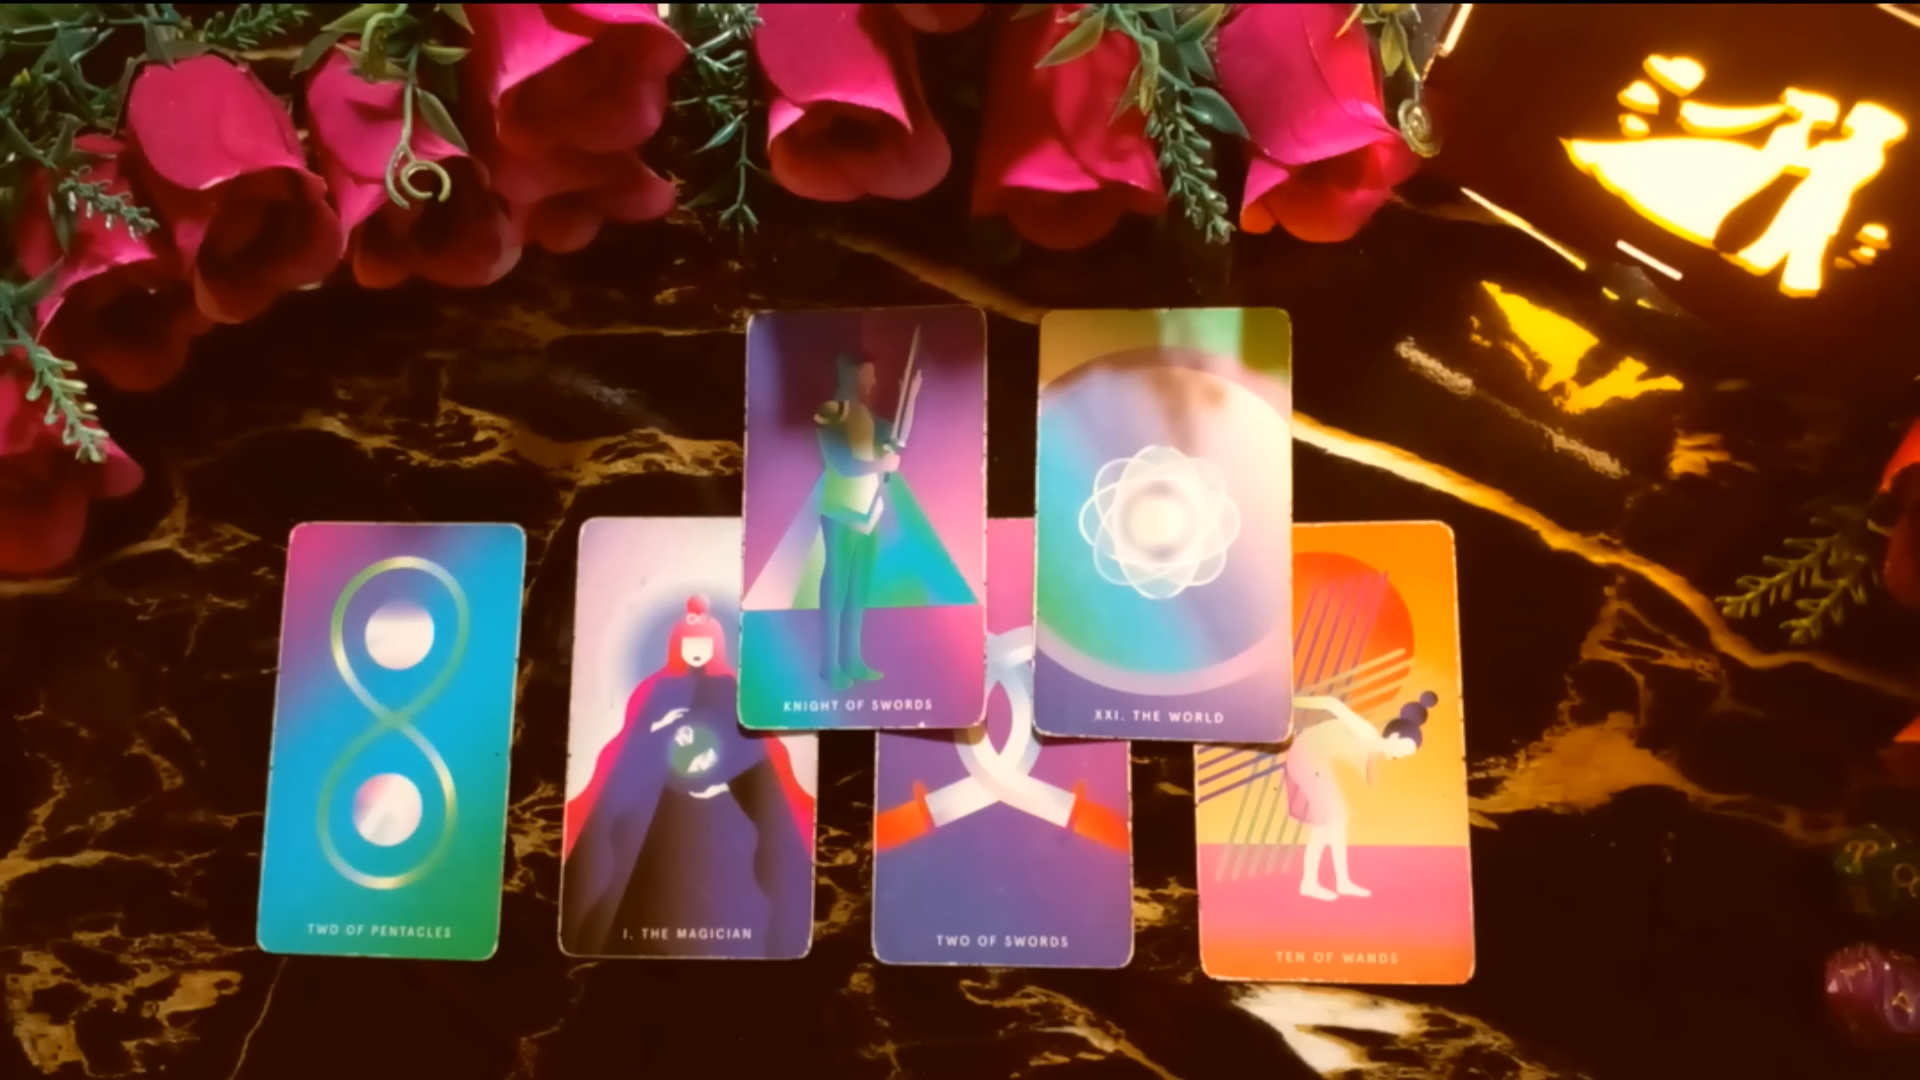 KNIGHT OF SWORDS
XXI. THE WORLD
TWO OF PENTACLES
I. THE MAGICIAN
TWO OF SWORDS
TEN OF WANDS